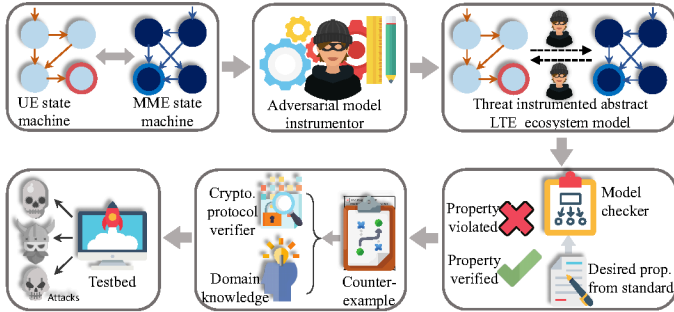 UE state
machine
MME state
machine
Adversarial model
instrumentor
Threat instrumented abstract
LTE ecosystem model
Model
checker
Property
violated
Property
verified
Desired prop.
from standard
Crypto.
protocol
verifier
Domain
knowledge
Counter-
example
Testbed
Attacks